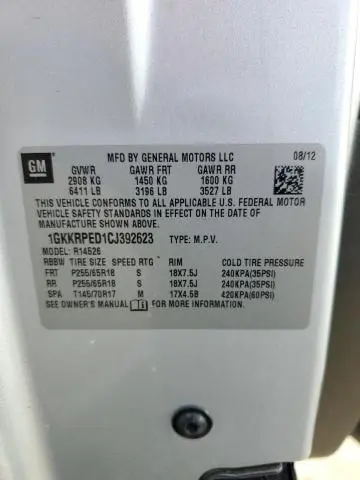 GM
MFD BY GENERAL MOTORS LLC 08/12
GVWR GAWR FRT GAWR RR
2908 KG 1450 KG 1600 KG
6411 LB 3196 LB 3527 LB
THIS VEHICLE CONFORMS TO ALL APPLICABLE U.S. FEDERAL MOTOR
VEHICLE SAFETY STANDARDS IN EFFECT ON THE DATE OF
MANUFACTURE SHOWN ABOVE.
1GKKRPED1CJ392623 TYPE: M.P.V.
MODEL: R14526
RBBW TIRE SIZE SPEED RTG RIM COLD TIRE PRESSURE
FRT P255/65R18 S 18X7.5J 240KPA(35PSI)
RR P255/65R18 S 18X7.5J 240KPA(35PSI)
SPA T145/70R17 M 17X4.5B 420KPA(60PSI)
SEE OWNER'S MANUAL FOR MORE INFORMATION.